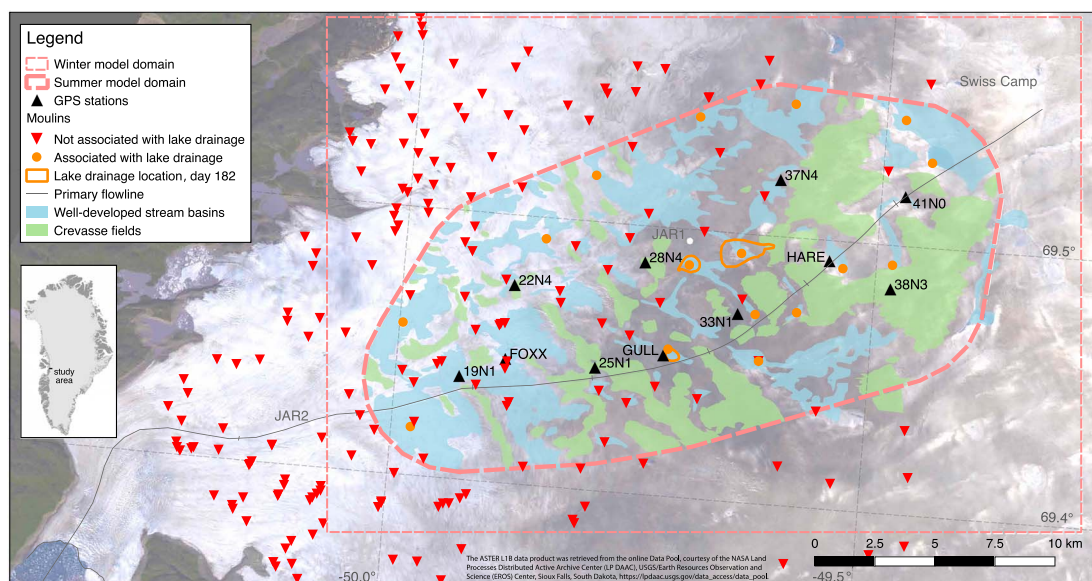 Legend
Winter model domain
Summer model domain
GPS stations
Moulins
Not associated with lake drainage
Associated with lake drainage
Lake drainage location, day 182
Primary flowline
Well-developed stream basins
Crevasse fields
study
area
Swiss Camp
37N4
41N0
JAR1
69.5°
28N4
HARE
22N4
38N3
33N1
FOXX
GULL
25N1
19N1
JAR2
69.4°
0 2.5 5 7.5 10 km
The ASTER L1B data product was retrieved from the online Data Pool, courtesy of the NASA Land
Processes Distributed Active Archive Center (LP DAAC), USGS/Earth Resources Observation and
Science (EROS) Center, Sioux Falls, South Dakota, https://lpdaac.usgs.gov/data_access/data_pool.
-50.0°
-49.5°